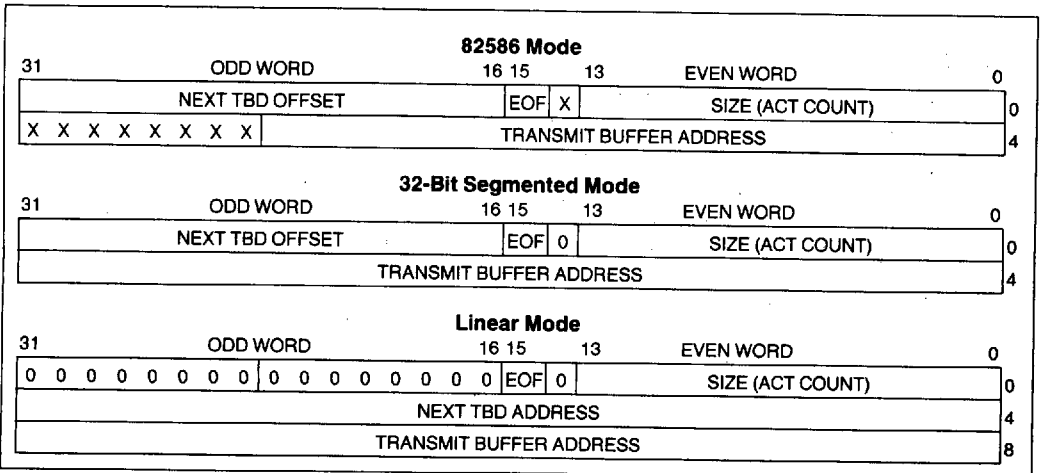 82586 Mode
31 ODD WORD 16 15 13 EVEN WORD 0
NEXT TBD OFFSET EOF X SIZE (ACT COUNT) 0
X X X X X X X X TRANSMIT BUFFER ADDRESS 4
32-Bit Segmented Mode
31 ODD WORD 16 15 13 EVEN WORD 0
NEXT TBD OFFSET EOF 0 SIZE (ACT COUNT) 0
TRANSMIT BUFFER ADDRESS 4
Linear Mode
31 ODD WORD 16 15 13 EVEN WORD 0
0 0 0 0 0 0 0 0 0 0 0 0 0 0 0 0 EOF 0 SIZE (ACT COUNT) 0
NEXT TBD ADDRESS 4
TRANSMIT BUFFER ADDRESS 8